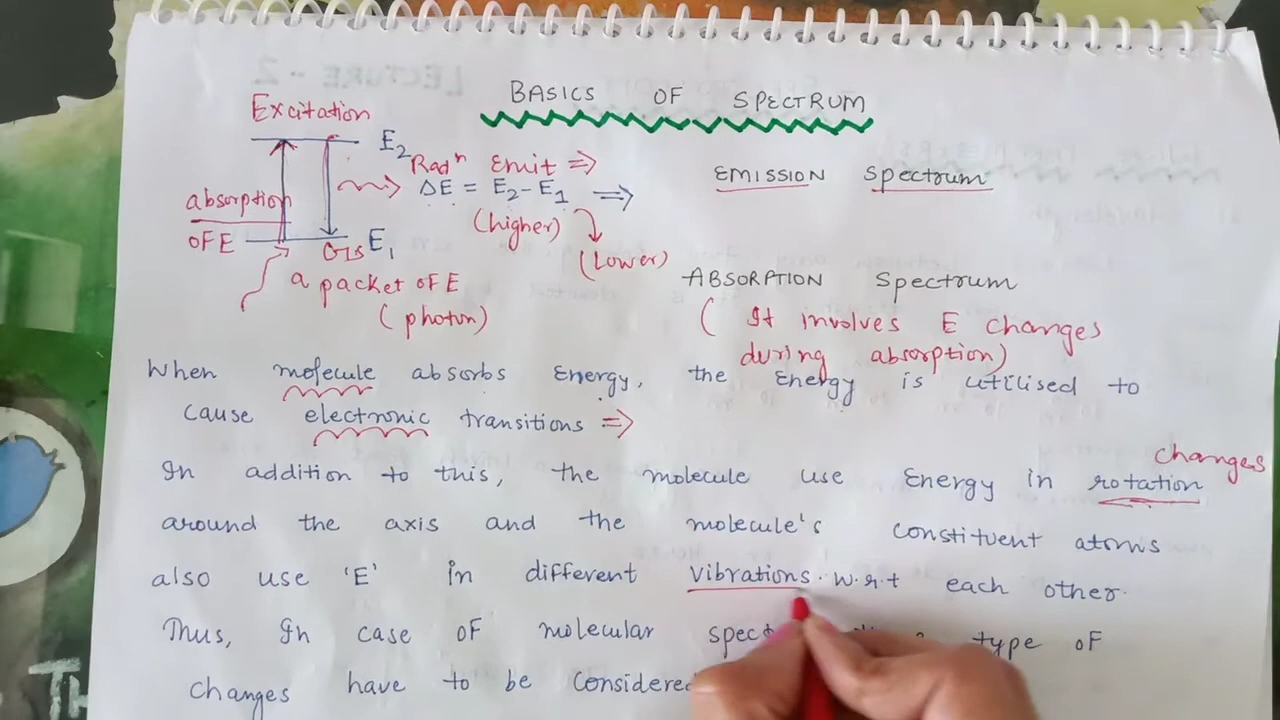 BASICS OF SPECTRUM
Excitation
E2
Radn Emit ⇒
absorption
OF E
ΔE = E2 - E1 ⇒
(higher)
(Lower)
G.S E1
a packet OF E
(photon)
EMISSION Spectrum
ABSORPTION Spectrum
( It involves E changes
during absorption)
When molecule absorbs Energy, the Energy is utilised to
cause electronic transitions ⇒
In addition to this, the molecule use Energy in rotation
changes
around the axis and the molecule's constituent atoms
also use 'E' in different vibrations. w.r.t each other.
Thus, In case OF molecular type OF
changes have to be considered